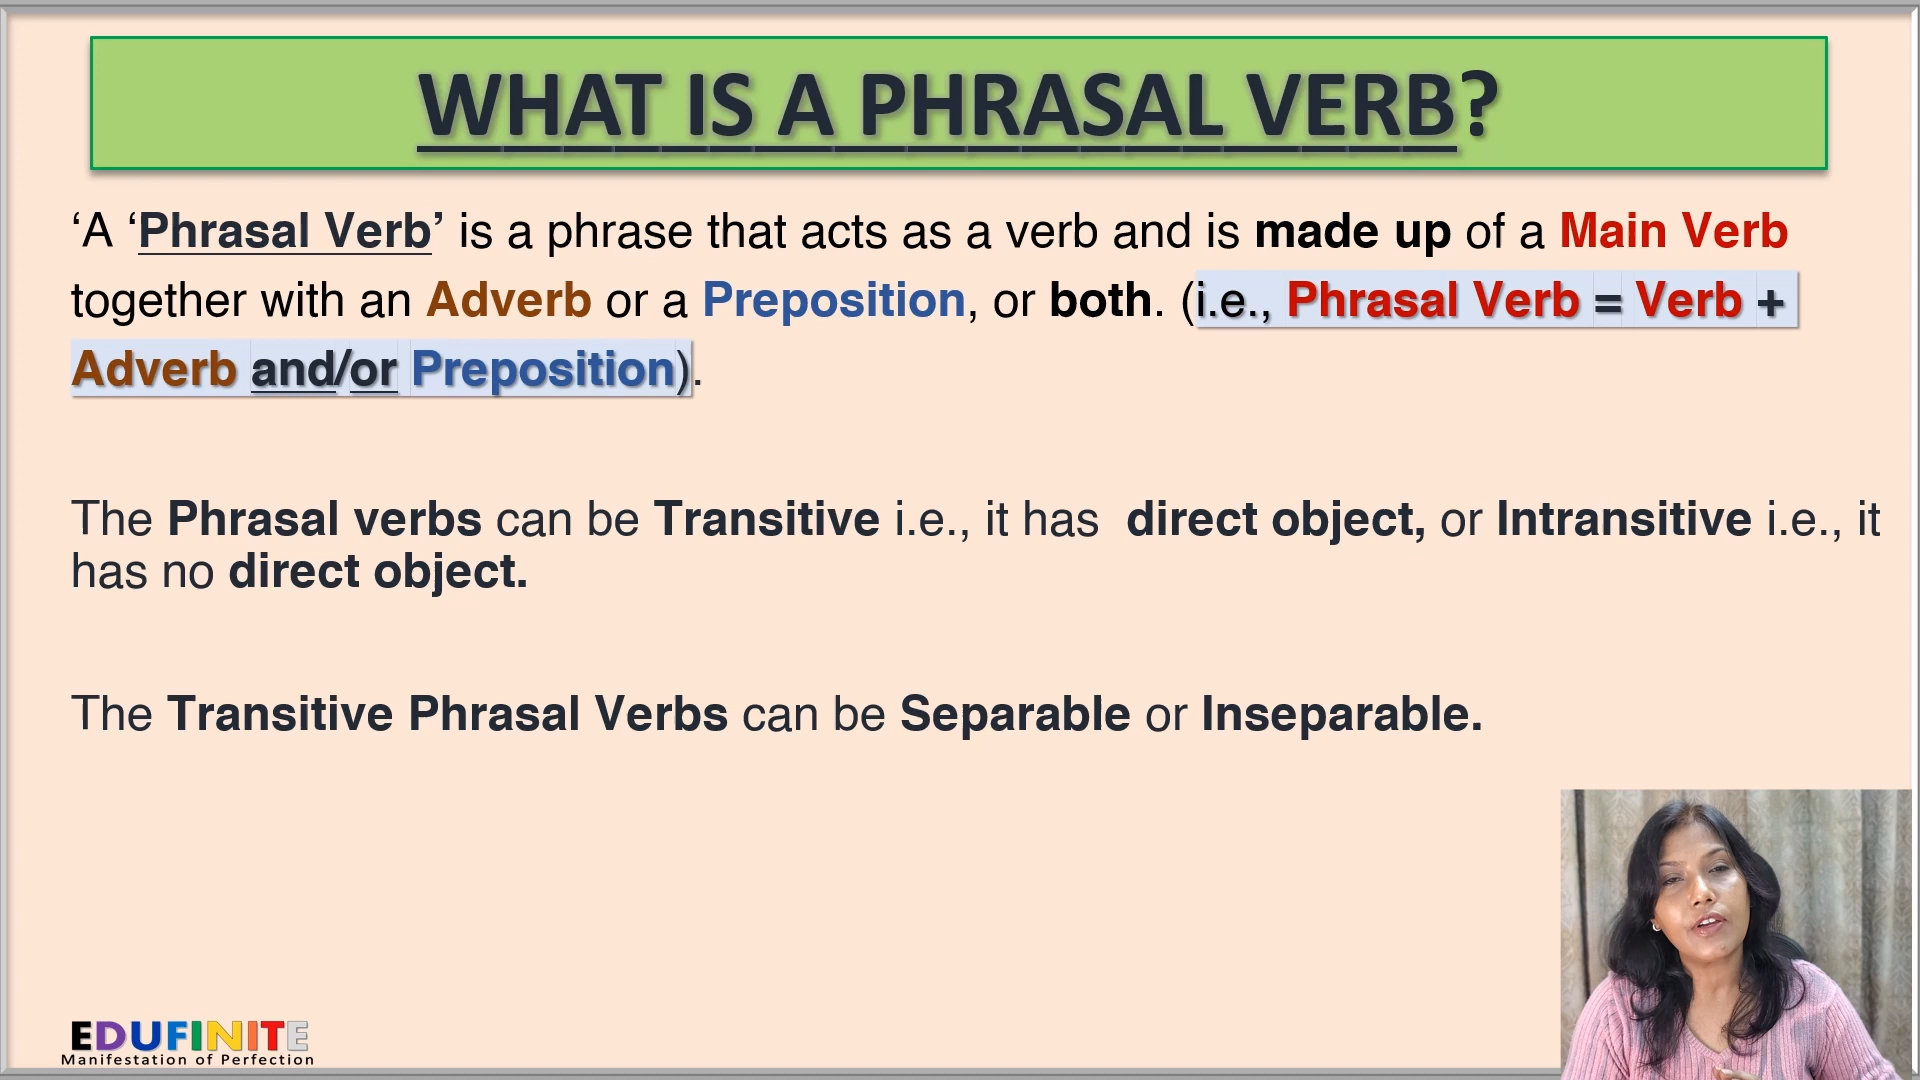 WHAT IS A PHRASAL VERB?
‘A ‘Phrasal Verb’ is a phrase that acts as a verb and is made up of a Main Verb
together with an Adverb or a Preposition, or both. (i.e., Phrasal Verb = Verb +
Adverb and/or Preposition).
The Phrasal verbs can be Transitive i.e., it has direct object, or Intransitive i.e., it
has no direct object.
The Transitive Phrasal Verbs can be Separable or Inseparable.
EDUFINITE
Manifestation of Perfection